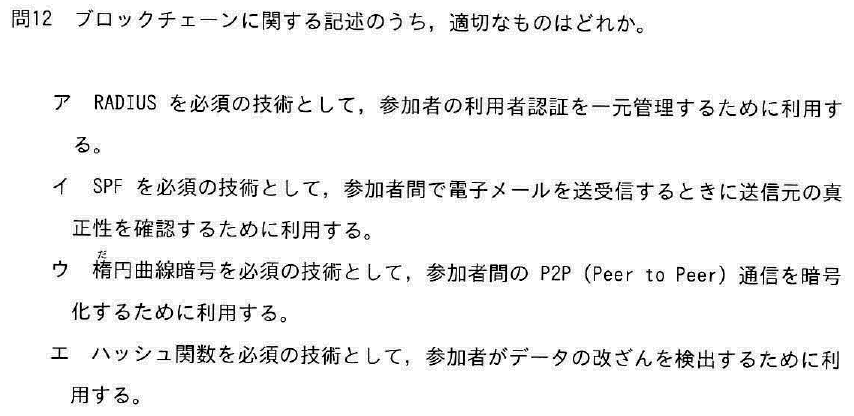 問12 ブロックチェーンに関する記述のうち，適切なものはどれか。
ア RADIUS を必須の技術として，参加者の利用者認証を一元管理するために利用す
る。
イ SPF を必須の技術として，参加者間で電子メールを送受信するときに送信元の真
正性を確認するために利用する。
だ
ウ 楕円曲線暗号を必須の技術として，参加者間の P2P（Peer to Peer）通信を暗号
化するために利用する。
エ ハッシュ関数を必須の技術として，参加者がデータの改ざんを検出するために利
用する。